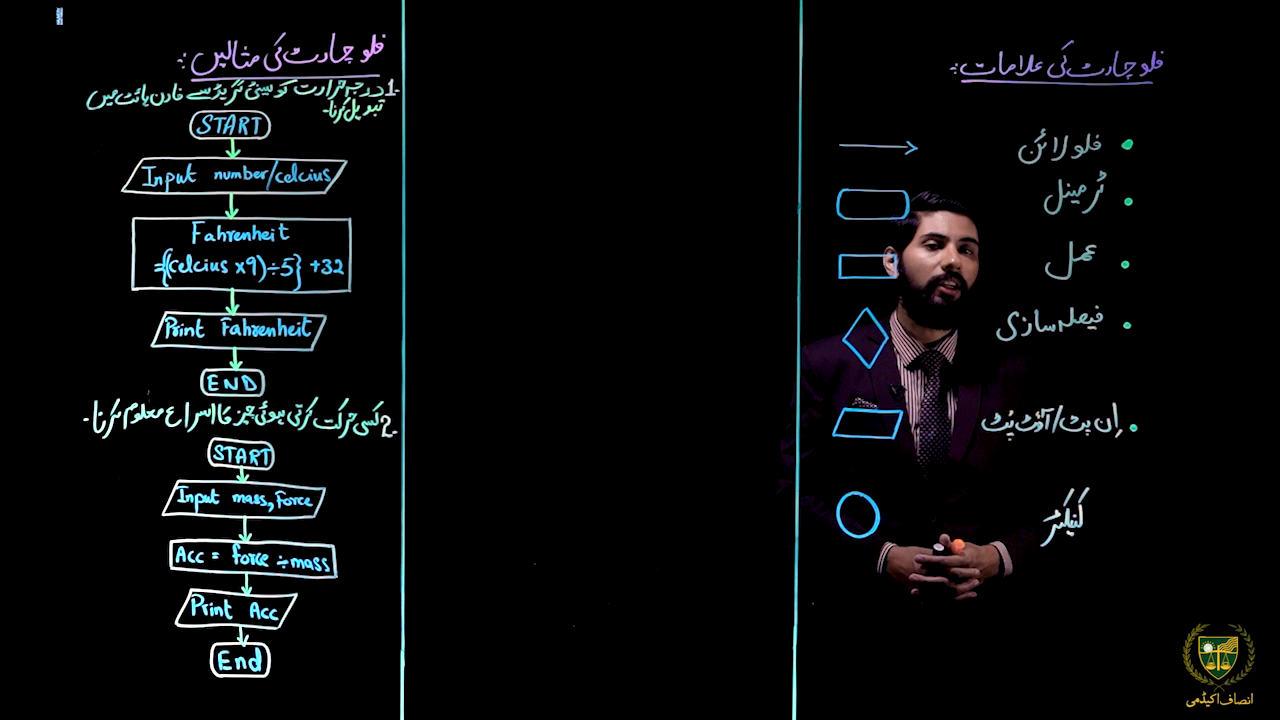 فلو چارٹ کی علامات :
فلو لائن
ٹرمینل
عمل
فیصلہ سازی
اِن پٹ/آؤٹ پُٹ
کنیکٹر
فلو چارٹ کی مثالیں :
1- درجہ حرارت کو سینٹی گریڈ سے فارن ہائٹ میں
تبدیل کرنا-
START
Input number/celcius
Fahrenheit
={(celcius x9)÷5} +32
Print Fahrenheit
END
2- کسی حرکت کرتی ہوئی چیز کا اسراع معلوم کرنا-
START
Input mass, Force
Acc = force ÷mass
Print Acc
End
انصاف اکیڈمی